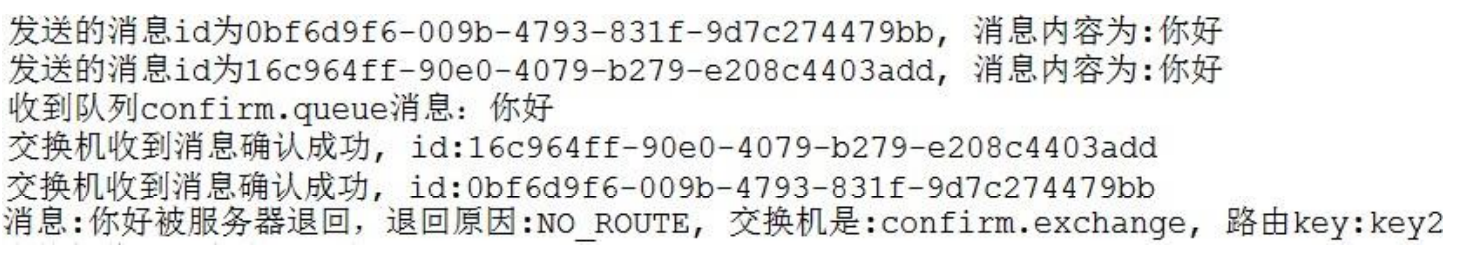 发送的消息id为0bf6d9f6-009b-4793-831f-9d7c274479bb, 消息内容为:你好
发送的消息id为16c964ff-90e0-4079-b279-e208c4403add, 消息内容为:你好
收到队列confirm.queue消息: 你好
交换机收到消息确认成功, id:16c964ff-90e0-4079-b279-e208c4403add
交换机收到消息确认成功, id:0bf6d9f6-009b-4793-831f-9d7c274479bb
消息:你好被服务器退回，退回原因:NO_ROUTE, 交换机是:confirm.exchange, 路由key:key2